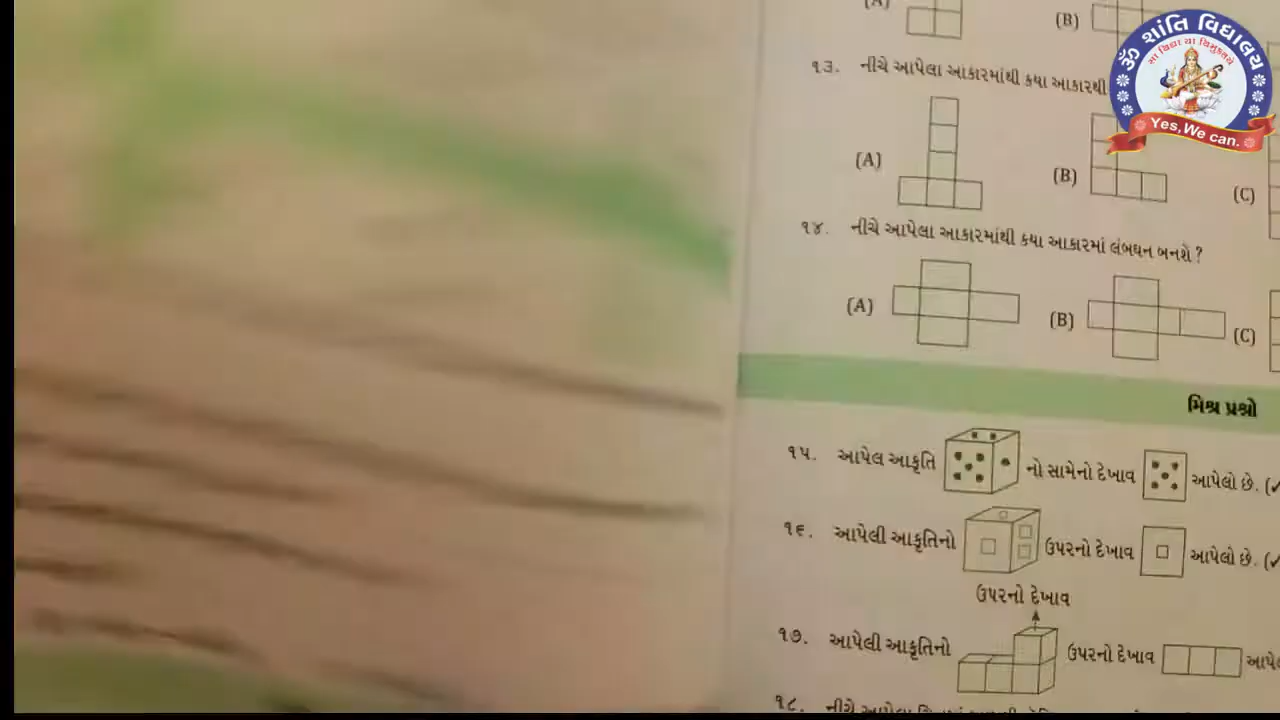 (A)
(B)
૧૩. નીચે આપેલા આકારમાંથી કયા આકારથી
(A)
(B)
(C)
૧૪. નીચે આપેલા આકારમાંથી કયા આકારમાં લંબઘન બનશે ?
(A)
(B)
(C)
મિશ્ર પ્રશ્નો
૧૫. આપેલ આકૃતિ નો સામેનો દેખાવ આપેલો છે. (✓
૧૬. આપેલી આકૃતિનો ઉપરનો દેખાવ આપેલો છે. (✓
ઉપરનો દેખાવ
૧૭. આપેલી આકૃતિનો ઉપરનો દેખાવ
૧૮. નીચે
ૐ શાંતિ વિદ્યાલય
સા વિદ્યા યા વિમુક્તયે
Yes, We can.